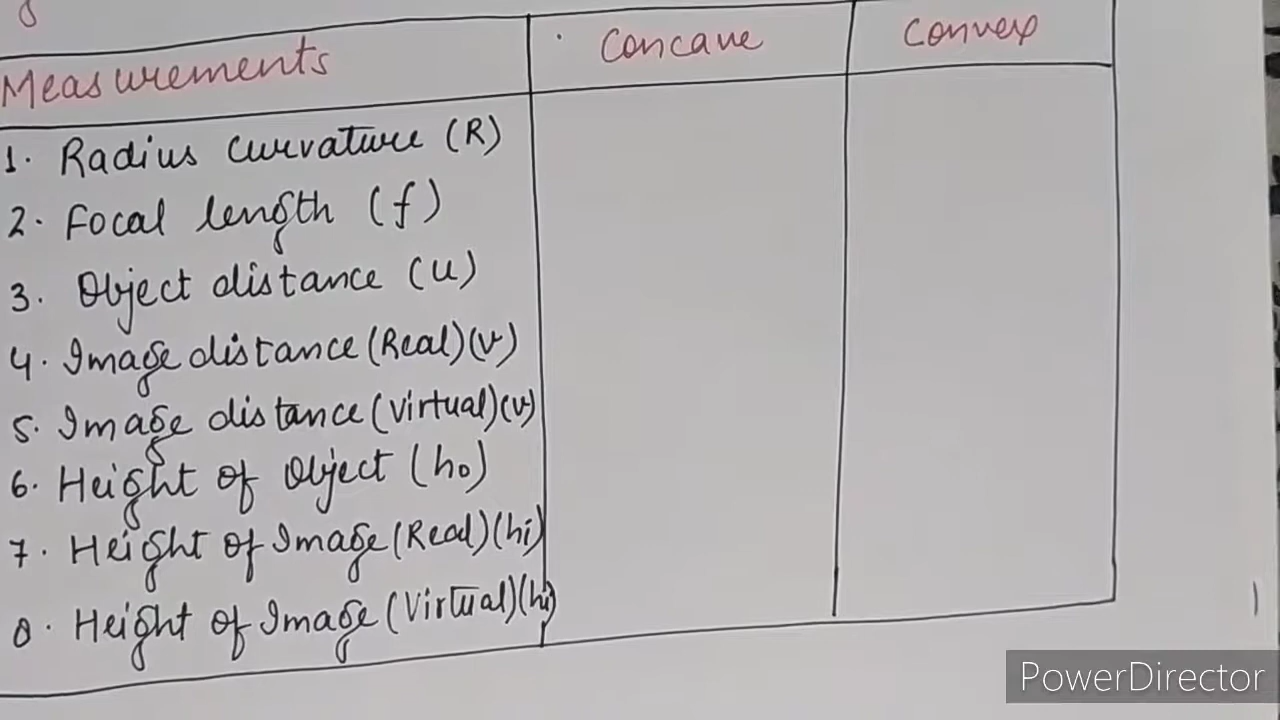 Measurements Concave Convex
1. Radius curvature (R)
2. Focal length (f)
3. Object distance (u)
4. Image distance (Real)(v)
5. Image distance (Virtual)(v)
6. Height of Object (ho)
7. Height of Image (Real)(hi)
8. Height of Image (Virtual)(hi)
PowerDirector